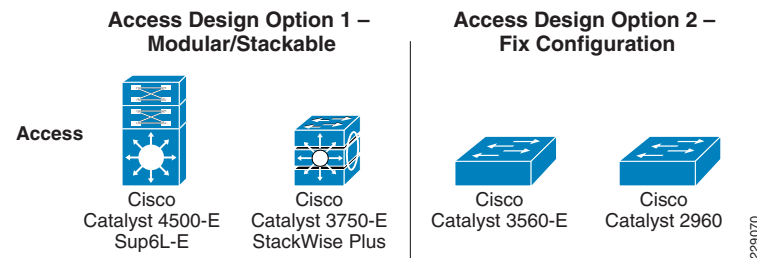 Access Design Option 1 –
Modular/Stackable
Access Design Option 2 –
Fix Configuration
Access
Cisco
Catalyst 4500-E
Sup6L-E
Cisco
Catalyst 3750-E
StackWise Plus
Cisco
Catalyst 3560-E
Cisco
Catalyst 2960
229070